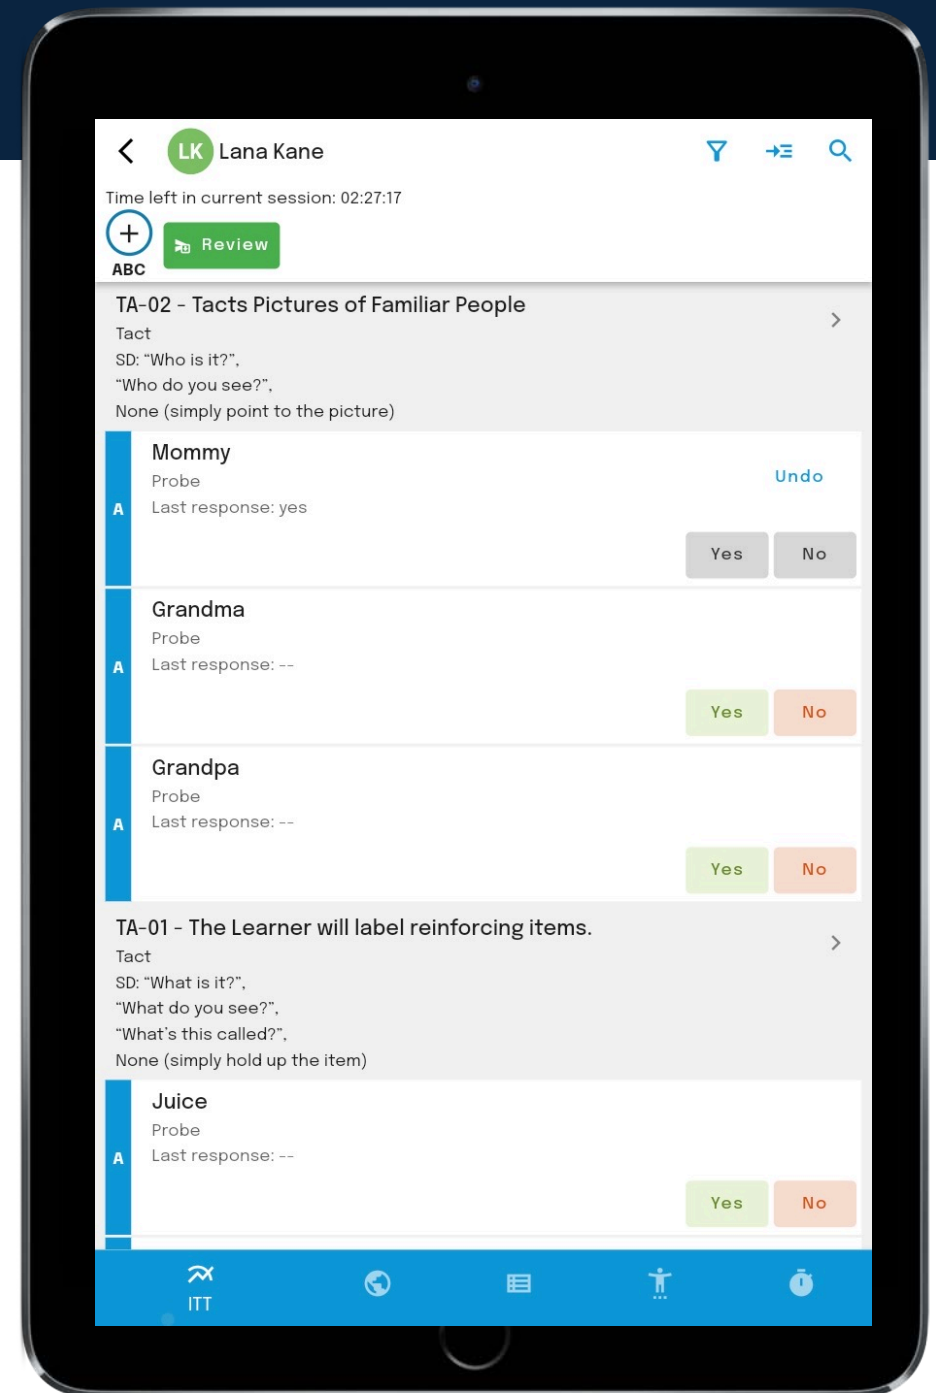 LK Lana Kane
Time left in current session: 02:27:17
+
ABC
Review
TA-02 - Tacts Pictures of Familiar People
Tact
SD: “Who is it?”,
“Who do you see?”,
None (simply point to the picture)
Mommy
Probe
Undo
A
Last response: yes
Yes No
Grandma
Probe
A
Last response: --
Yes No
Grandpa
Probe
A
Last response: --
Yes No
TA-01 - The Learner will label reinforcing items.
Tact
SD: “What is it?”,
“What do you see?”,
“What’s this called?”,
None (simply hold up the item)
Juice
Probe
A
Last response: --
Yes No
ITT